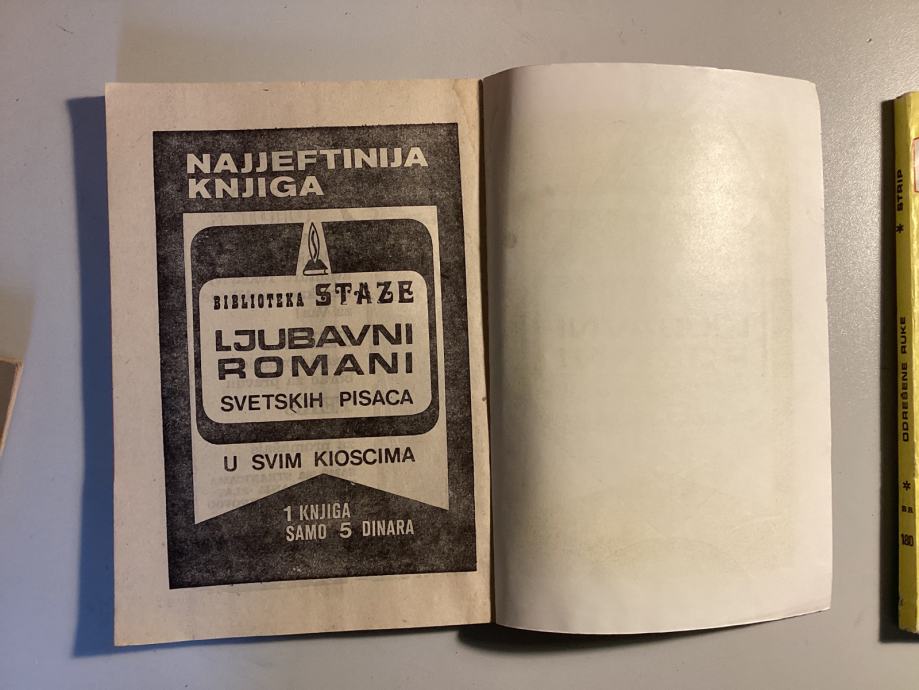 NAJJEFTINIJA
KNJIGA
BIBLIOTEKA STAZE
LJUBAVNI
ROMANI
SVETSKIH PISACA
U SVIM KIOSCIMA
1 KNJIGA
SAMO 5 DINARA
180 BR. * ODREŠENE RUKE * STRIP